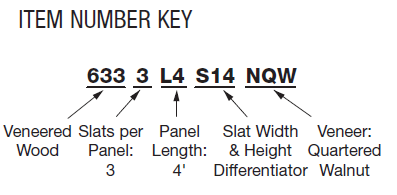 ITEM NUMBER KEY
633 3 L4 S14 NQW
Veneered Slats per Panel Slat Width Veneer:
Wood Panel: Length: & Height Quartered
3 4' Differentiator Walnut